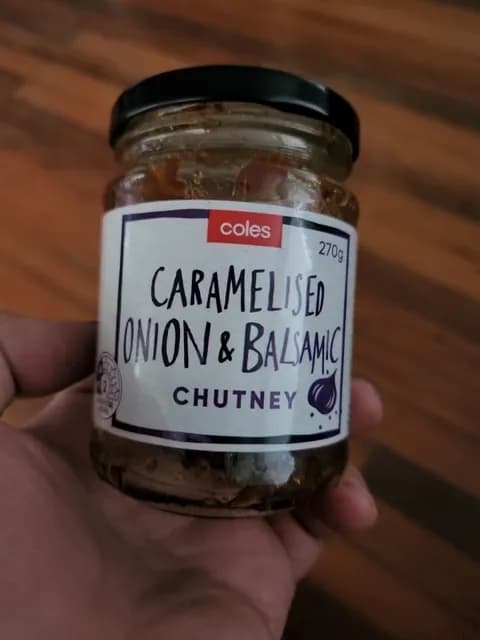 coles
270g
CARAMELISED
ONION & BALSAMIC
CHUTNEY